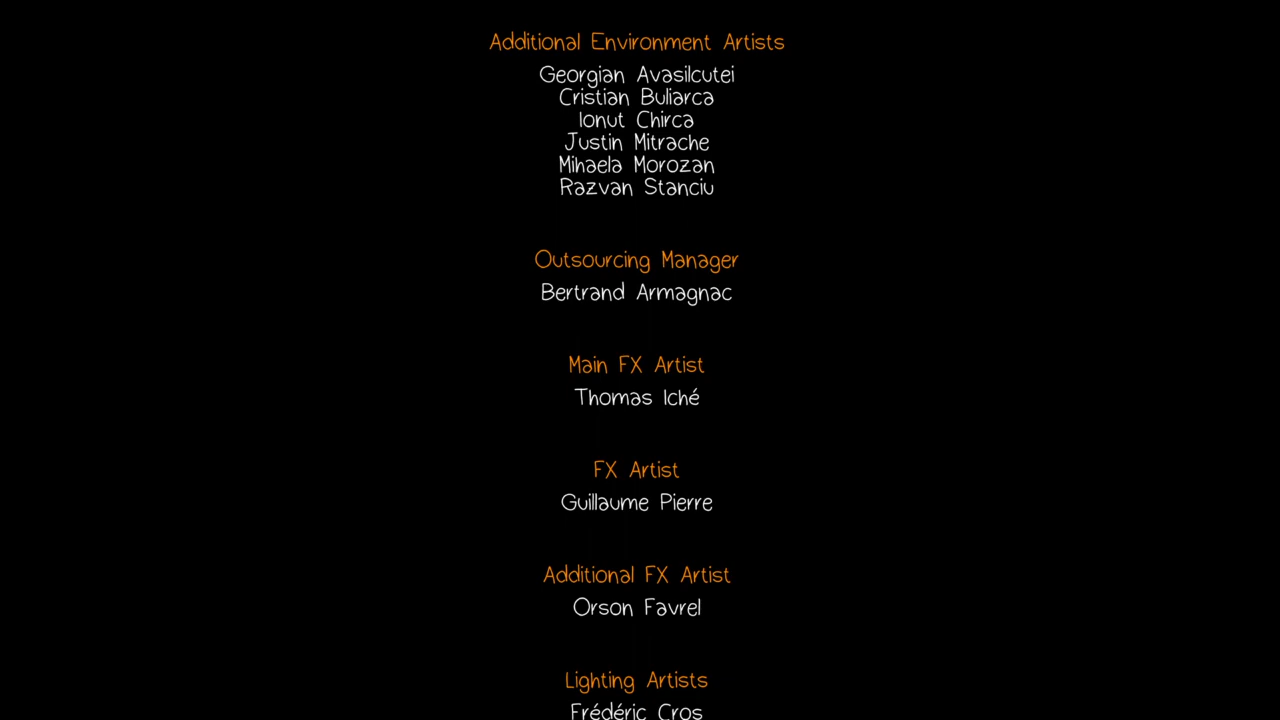 Additional Environment Artists
Georgian Avasilcutei
Cristian Buliarca
Ionut Chirca
Justin Mitrache
Mihaela Morozan
Razvan Stanciu
Outsourcing Manager
Bertrand Armagnac
Main FX Artist
Thomas Iché
FX Artist
Guillaume Pierre
Additional FX Artist
Orson Favrel
Lighting Artists
Frédéric Cros